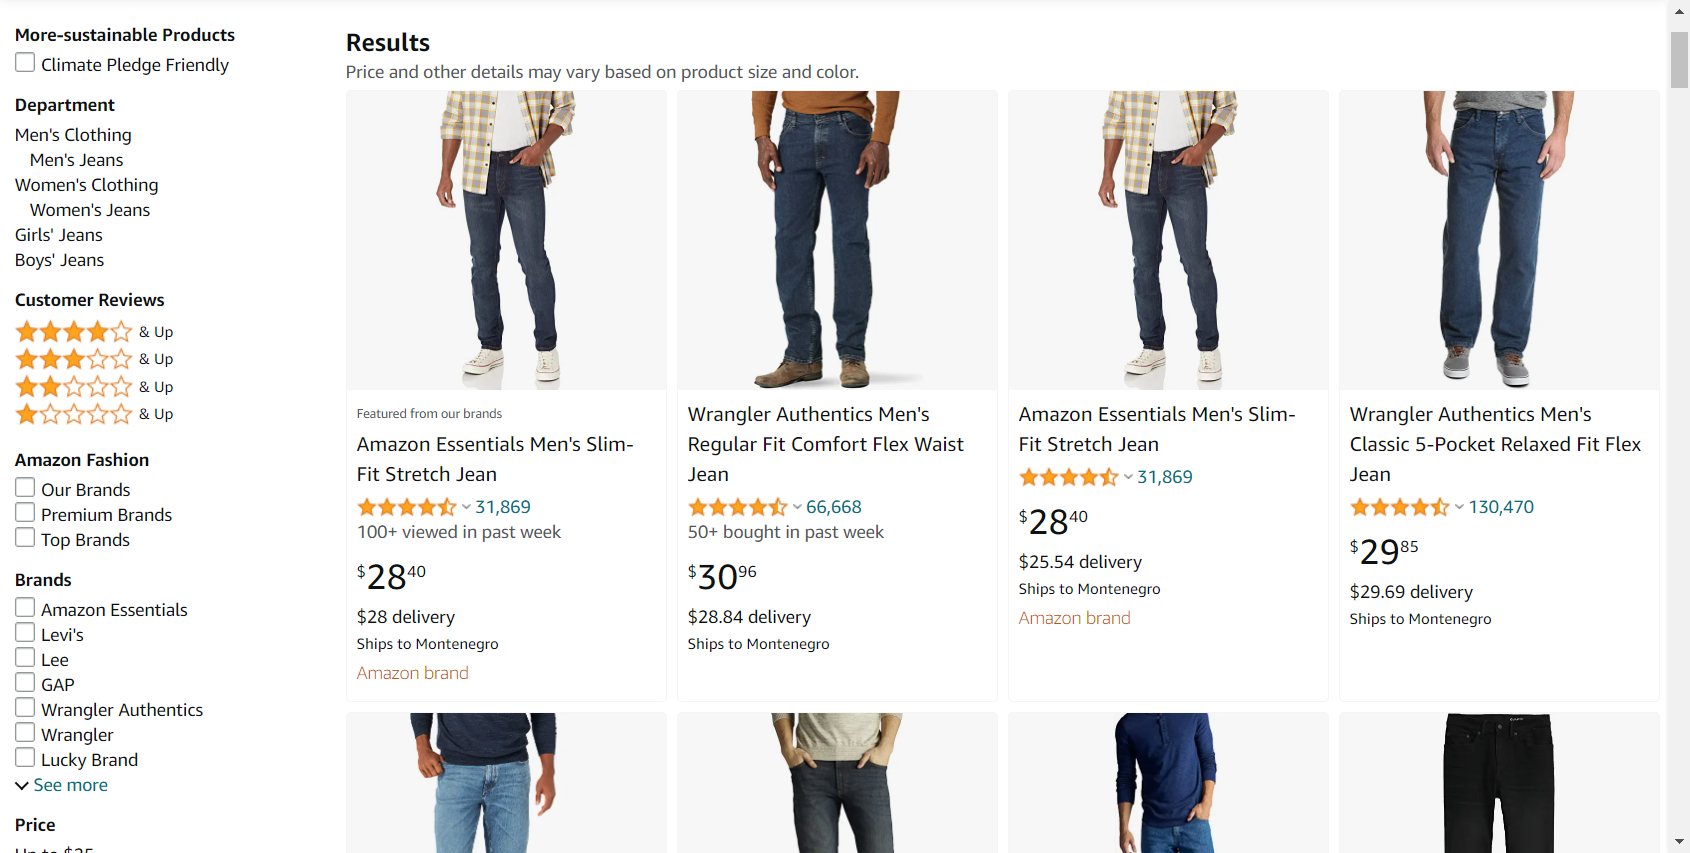 More-sustainable Products
Climate Pledge Friendly
Department
Men's Clothing
Men's Jeans
Women's Clothing
Women's Jeans
Girls' Jeans
Boys' Jeans
Customer Reviews
& Up
& Up
& Up
& Up
Amazon Fashion
Our Brands
Premium Brands
Top Brands
Brands
Amazon Essentials
Levi's
Lee
GAP
Wrangler Authentics
Wrangler
Lucky Brand
See more
Price
Up to $25
Results
Price and other details may vary based on product size and color.
Featured from our brands
Amazon Essentials Men's Slim-
Fit Stretch Jean
31,869
100+ viewed in past week
$28.40
$28 delivery
Ships to Montenegro
Amazon brand
Wrangler Authentics Men's
Regular Fit Comfort Flex Waist
Jean
66,668
50+ bought in past week
$30.96
$28.84 delivery
Ships to Montenegro
Amazon Essentials Men's Slim-
Fit Stretch Jean
31,869
$28.40
$25.54 delivery
Ships to Montenegro
Amazon brand
Wrangler Authentics Men's
Classic 5-Pocket Relaxed Fit Flex
Jean
130,470
$29.85
$29.69 delivery
Ships to Montenegro